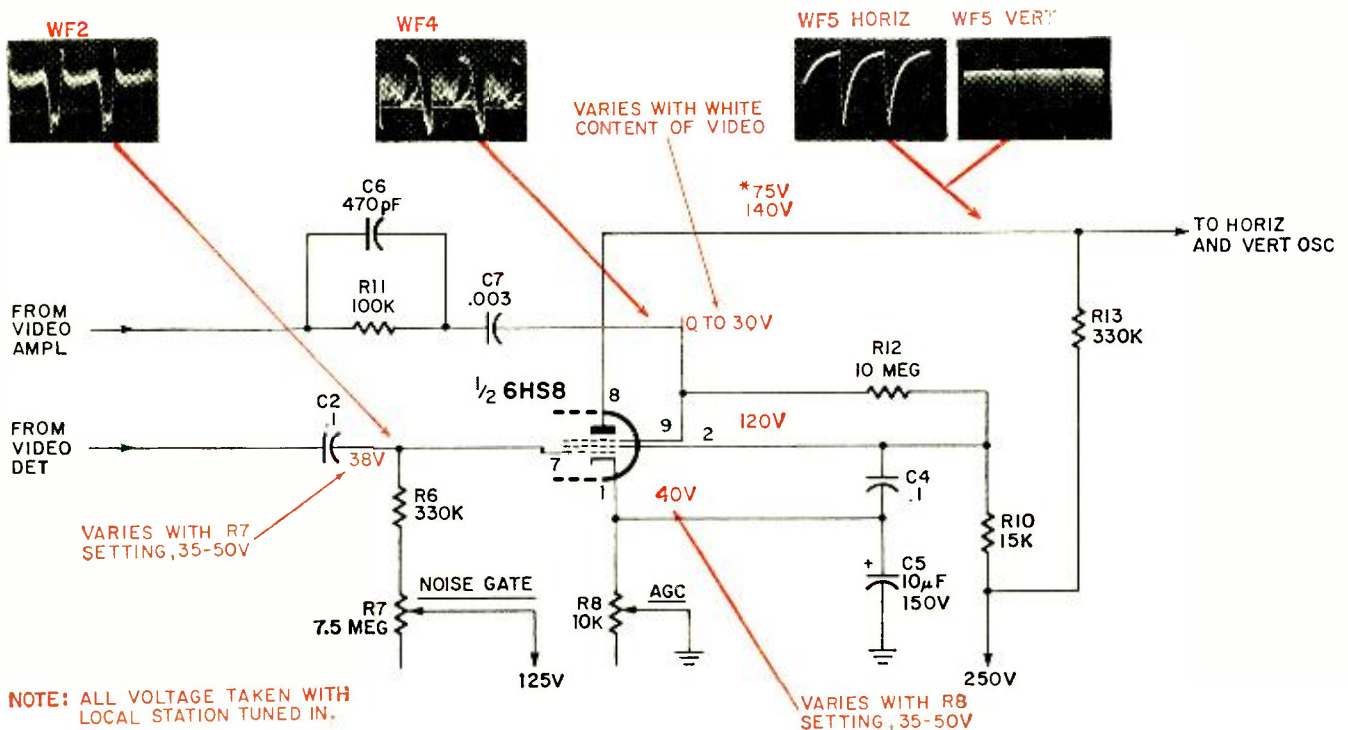 WF2
WF4
WF5 HORIZ
WF5 VERT
VARIES WITH WHITE
CONTENT OF VIDEO
*75V
140V
C6
470pF
TO HORIZ
AND VERT OSC
R11
100K
C7
.003
FROM
VIDEO
AMPL
0 TO 30V
R13
330K
R12
10 MEG
1/2 6HS8
8
9
2
120V
C2
.1
FROM
VIDEO
DET
38V
7
1
40V
C4
.1
R6
330K
VARIES WITH R7
SETTING, 35-50V
R10
15K
+
C5
10µF
150V
NOISE GATE
R7
7.5 MEG
R8
10K
AGC
125V
250V
NOTE: ALL VOLTAGE TAKEN WITH
LOCAL STATION TUNED IN.
VARIES WITH R8
SETTING, 35-50V